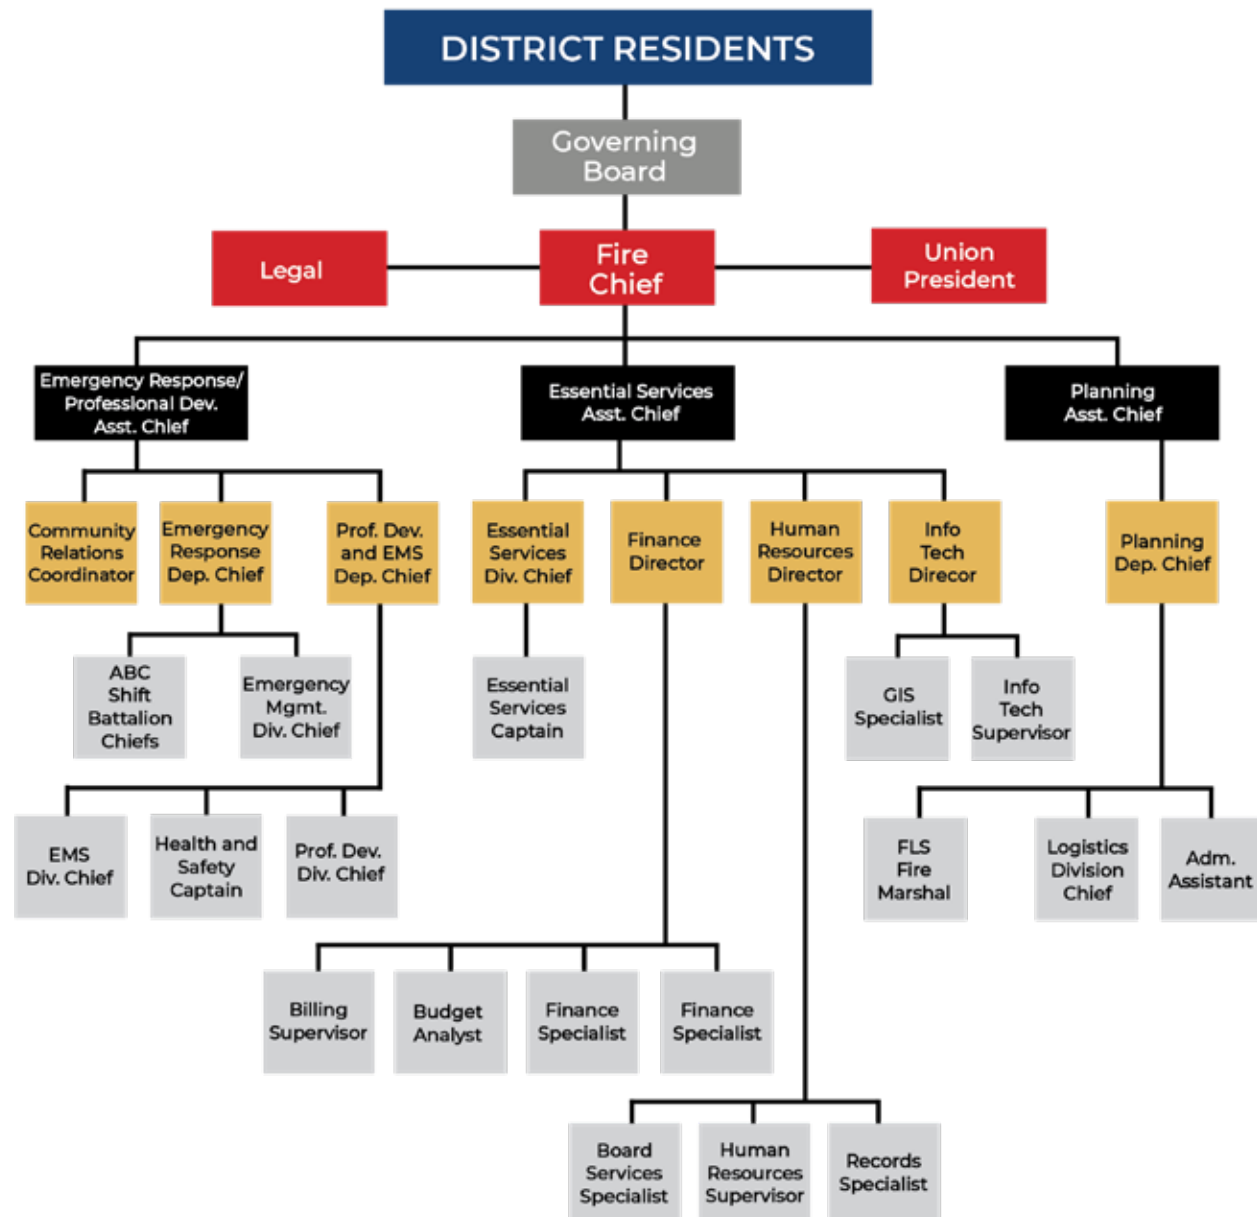 DISTRICT RESIDENTS
Governing
Board
Legal
Fire
Chief
Union
President
Emergency Response/
Professional Dev.
Asst. Chief
Essential Services
Asst. Chief
Planning
Asst. Chief
Community
Relations
Coordinator
Emergency
Response
Dep. Chief
Prof. Dev.
and EMS
Dep. Chief
Essential
Services
Div. Chief
Finance
Director
Human
Resources
Director
Info
Tech
Direcor
Planning
Dep. Chief
ABC
Shift
Battalion
Chiefs
Emergency
Mgmt.
Div. Chief
Essential
Services
Captain
GIS
Specialist
Info
Tech
Supervisor
EMS
Div. Chief
Health and
Safety
Captain
Prof. Dev.
Div. Chief
FLS
Fire
Marshal
Logistics
Division
Chief
Adm.
Assistant
Billing
Supervisor
Budget
Analyst
Finance
Specialist
Finance
Specialist
Board
Services
Specialist
Human
Resources
Supervisor
Records
Specialist